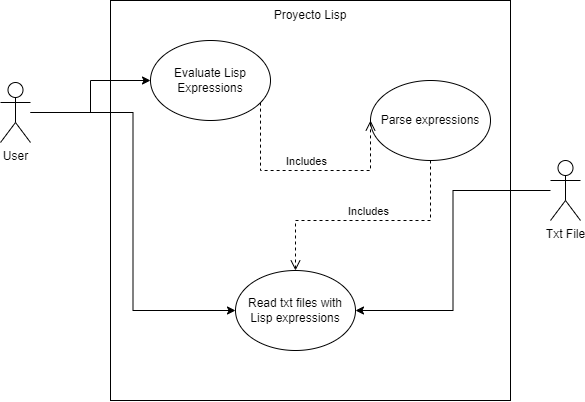 Proyecto Lisp
Evaluate Lisp
Expressions
Parse expressions
User
Includes
Includes
Txt File
Read txt files with
Lisp expressions